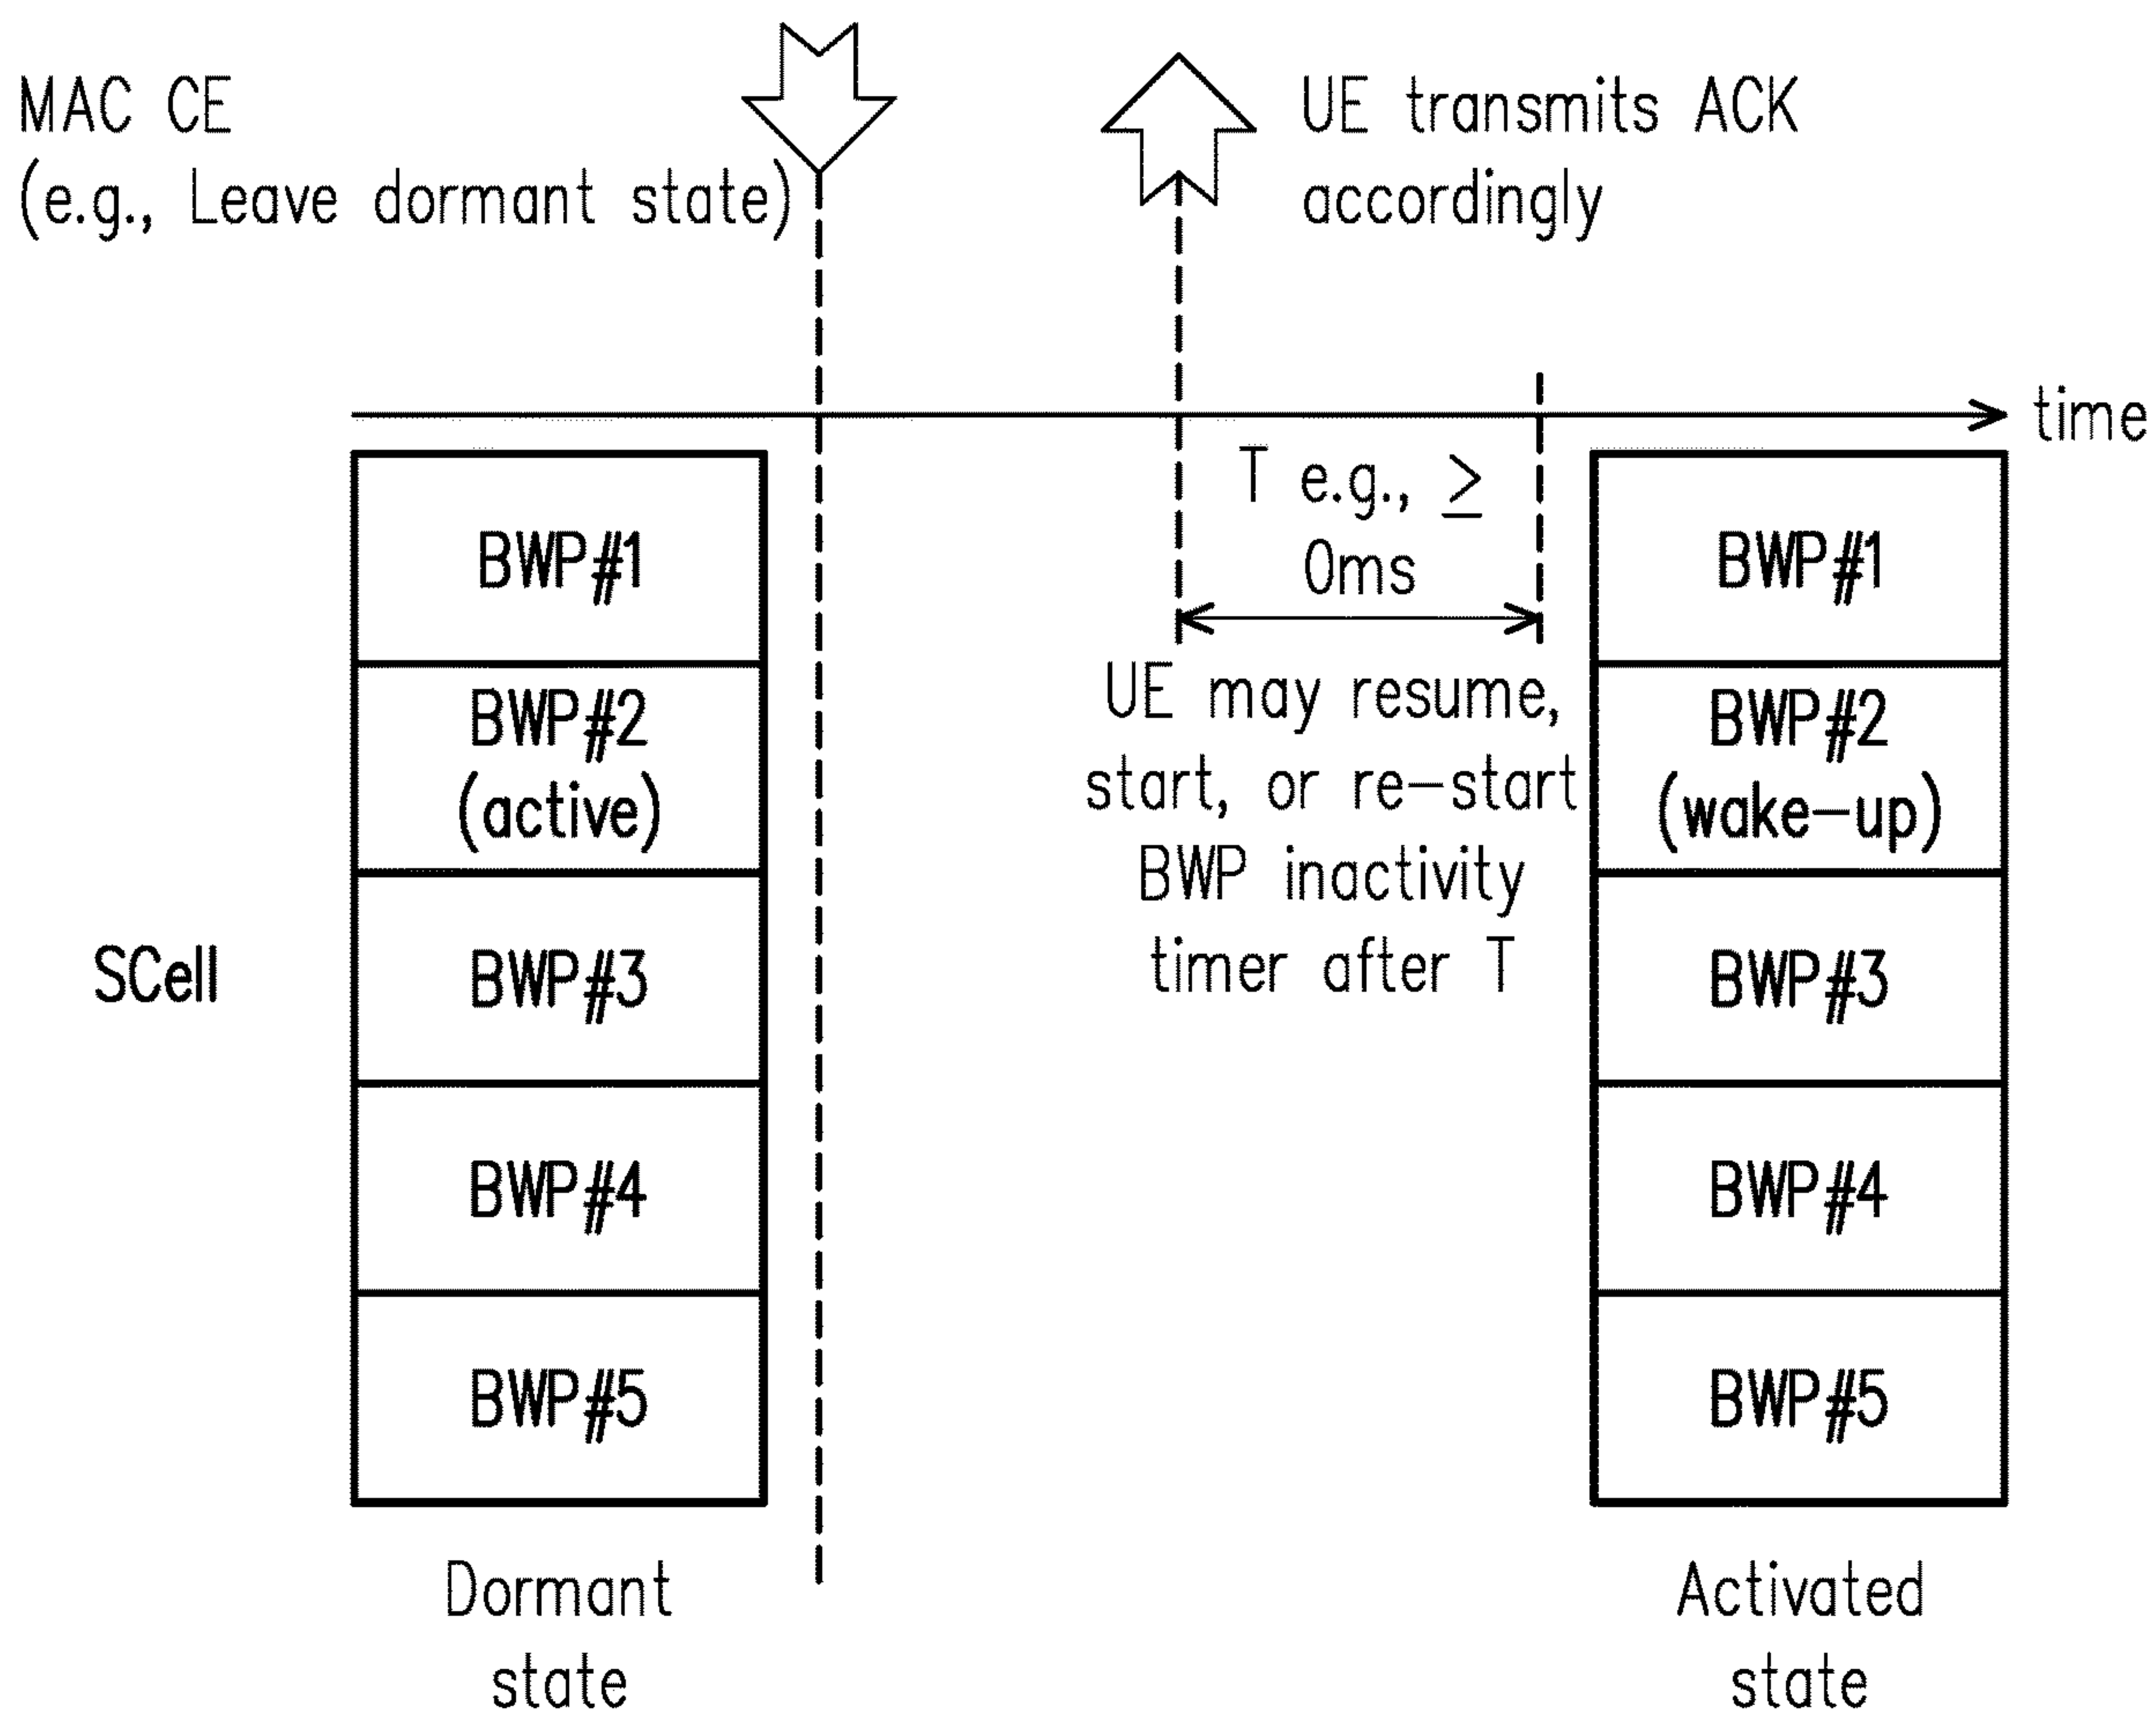 MAC CE
(e.g., Leave dormant state)
UE transmits ACK
accordingly
time
T e.g., ≥
0ms
UE may resume,
start, or re-start
BWP inactivity
timer after T
SCell
BWP#1
BWP#2
(active)
BWP#3
BWP#4
BWP#5
Dormant
state
BWP#1
BWP#2
(wake-up)
BWP#3
BWP#4
BWP#5
Activated
state